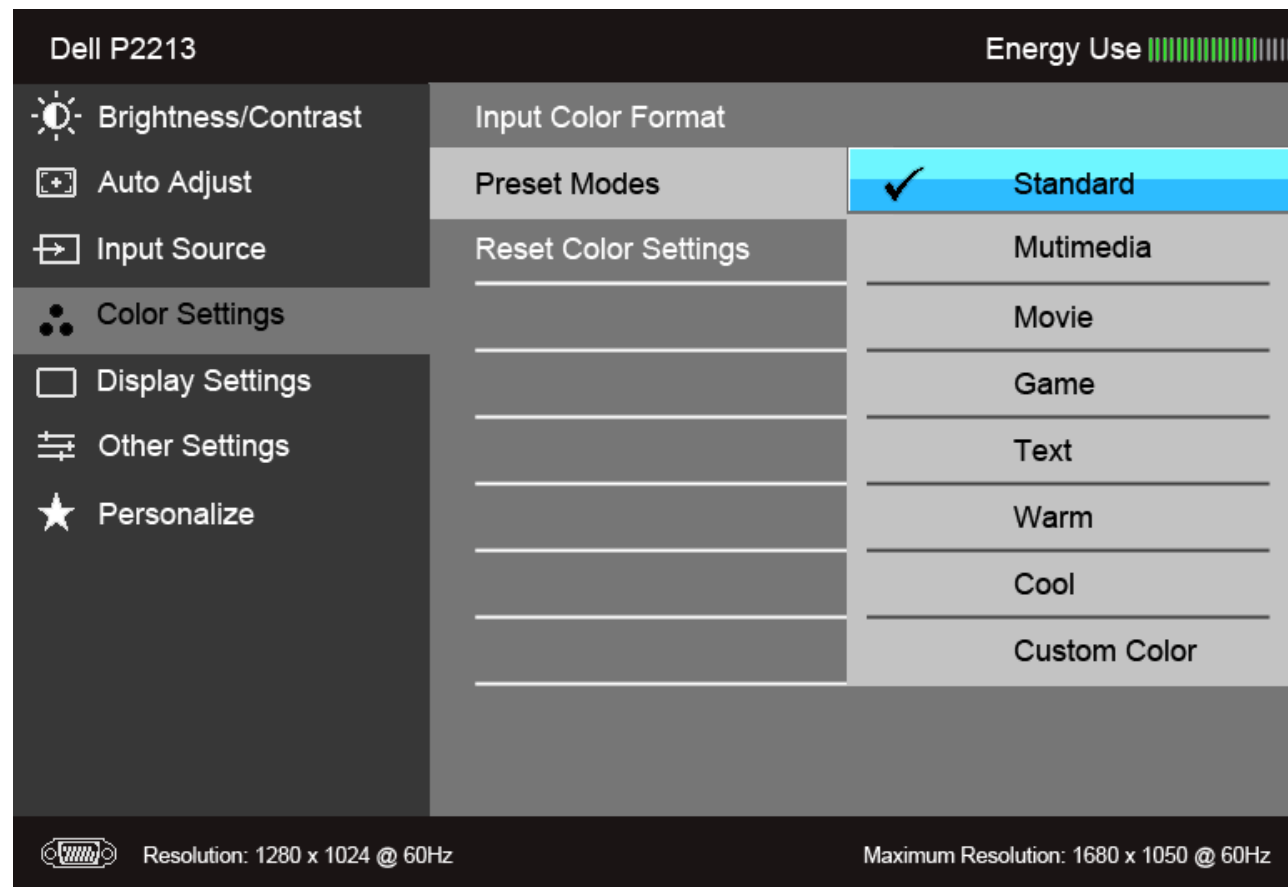 Dell P2213
Energy Use
Brightness/Contrast
Auto Adjust
Input Source
Color Settings
Display Settings
Other Settings
Personalize
Input Color Format
Preset Modes
Reset Color Settings
Standard
Mutimedia
Movie
Game
Text
Warm
Cool
Custom Color
Resolution: 1280 x 1024 @ 60Hz
Maximum Resolution: 1680 x 1050 @ 60Hz